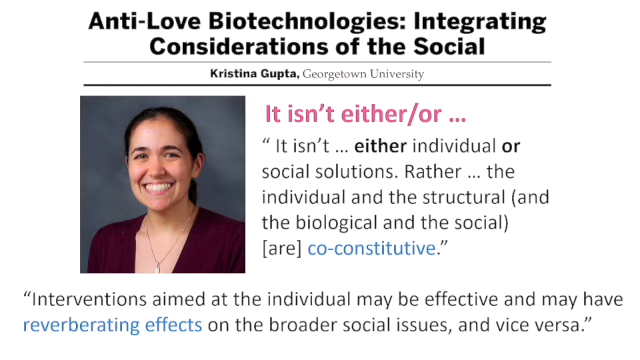 Anti-Love Biotechnologies: Integrating
Considerations of the Social
Kristina Gupta, Georgetown University
It isn't either/or ...
" It isn't ... either individual or
social solutions. Rather ... the
individual and the structural (and
the biological and the social)
[are] co-constitutive."
"Interventions aimed at the individual may be effective and may have
reverberating effects on the broader social issues, and vice versa."